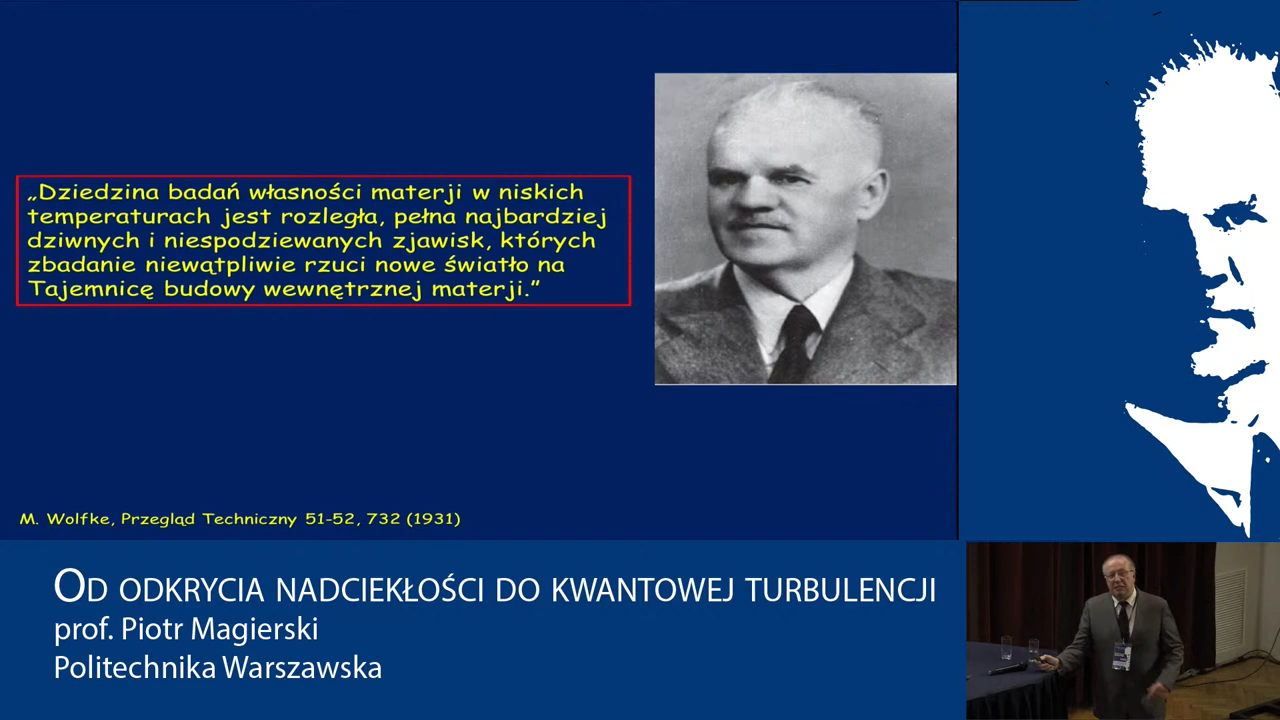 „Dziedzina badań własności materji w niskich
temperaturach jest rozległa, pełna najbardziej
dziwnych i niespodziewanych zjawisk, których
zbadanie niewątpliwie rzuci nowe światło na
Tajemnicę budowy wewnętrznej materji.”
M. Wolfke, Przegląd Techniczny 51-52, 732 (1931)
OD ODKRYCIA NADCIEKŁOŚCI DO KWANTOWEJ TURBULENCJI
prof. Piotr Magierski
Politechnika Warszawska